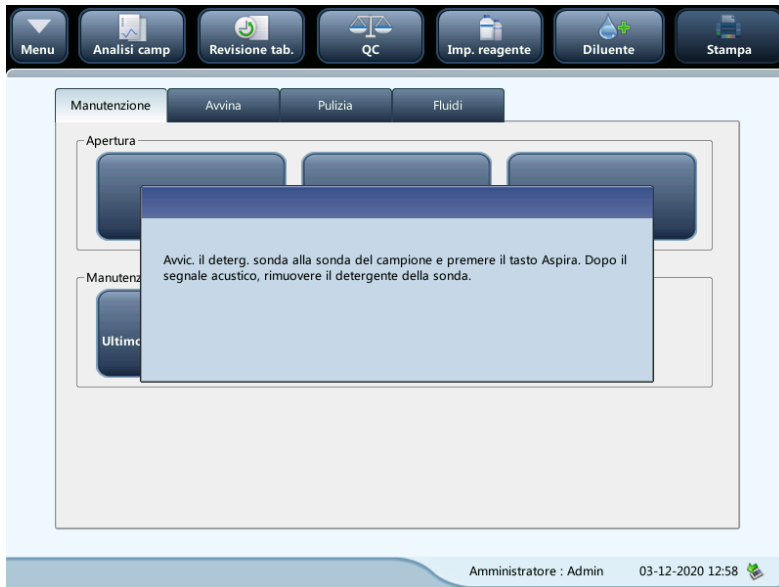 Menu
Analisi camp
Revisione tab.
QC
Imp. reagente
Diluente
Stampa
Manutenzione
Avvina
Pulizia
Fluidi
Apertura
Avvic. il deterg. sonda alla sonda del campione e premere il tasto Aspira. Dopo il
segnale acustico, rimuovere il detergente della sonda.
Manutenz
Ultimo
Amministratore : Admin
03-12-2020 12:58